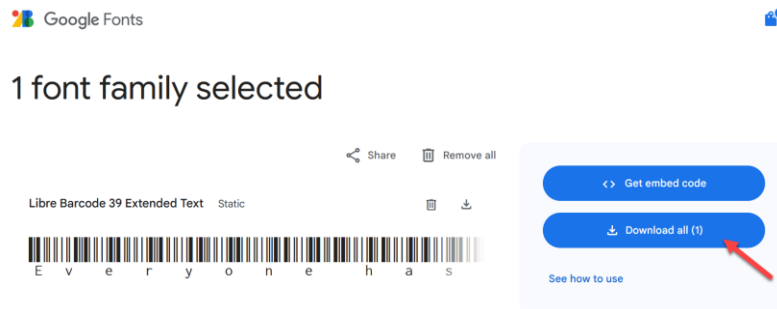 Google Fonts
1 font family selected
Share Remove all
Libre Barcode 39 Extended Text Static
Everyone has
<> Get embed code
Download all (1)
See how to use